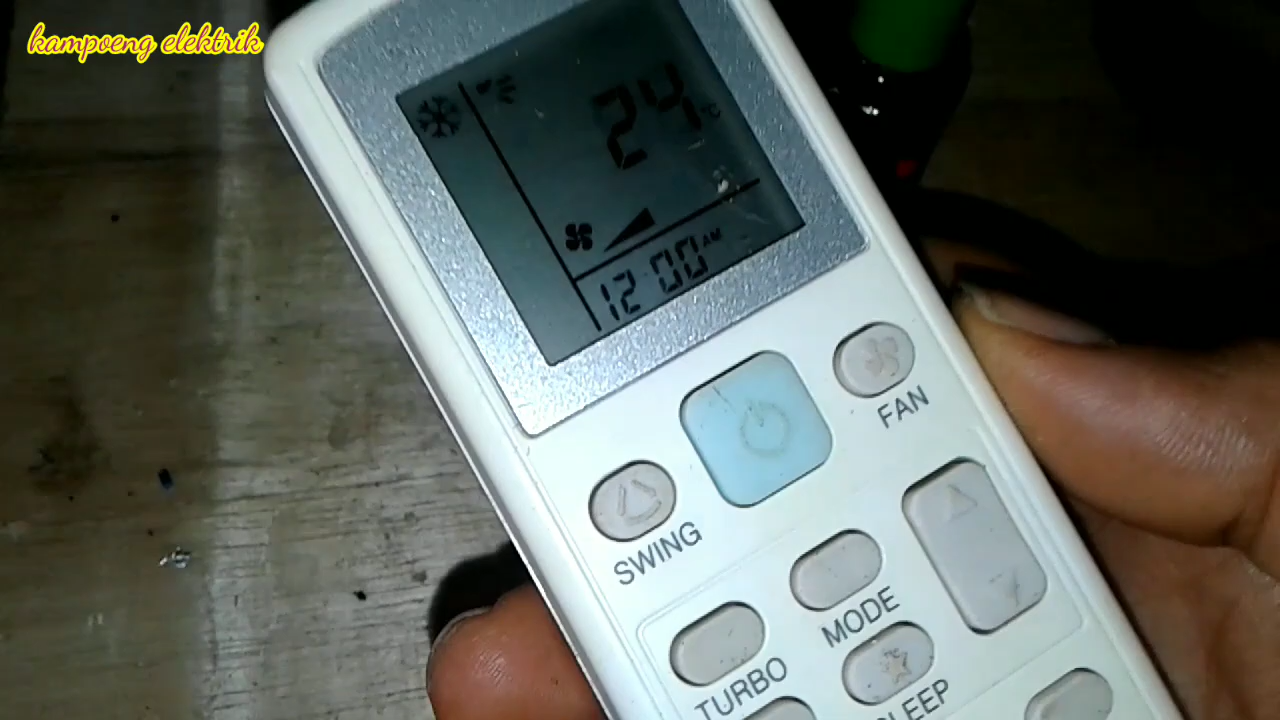 kampoeng elektrik
24°C
12:00 AM
FAN
SWING
MODE
TURBO
SLEEP